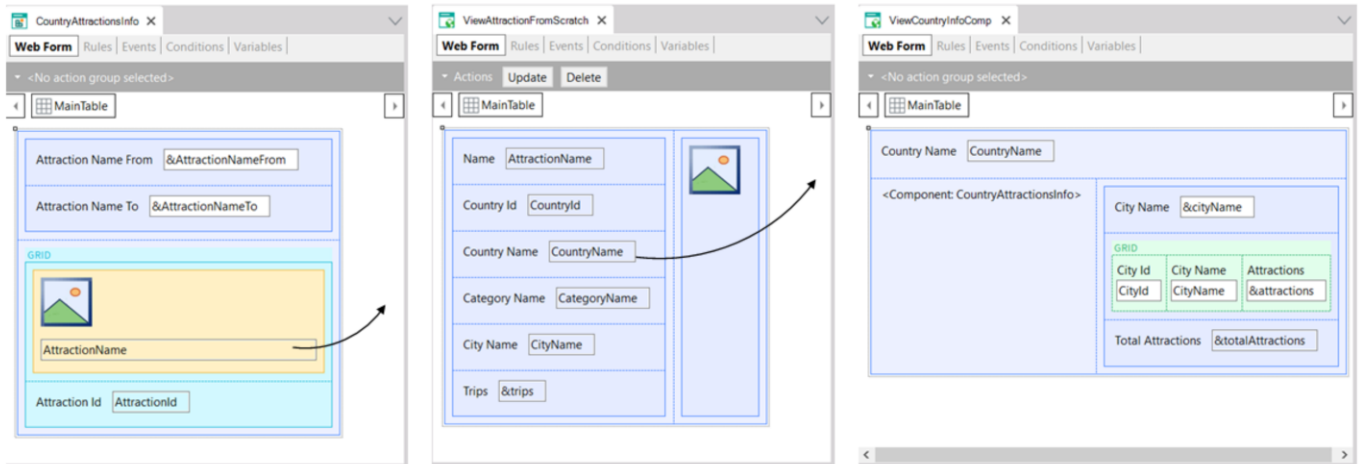 CountryAttractionsInfo
Web Form Rules Events Conditions Variables
<No action group selected>
MainTable
Attraction Name From &AttractionNameFrom
Attraction Name To &AttractionNameTo
GRID
AttractionName
Attraction Id AttractionId
ViewAttractionFromScratch
Web Form Rules Events Conditions Variables
Actions Update Delete
MainTable
Name AttractionName
Country Id CountryId
Country Name CountryName
Category Name CategoryName
City Name CityName
Trips &trips
ViewCountryInfoComp
Web Form Rules Events Conditions Variables
<No action group selected>
MainTable
Country Name CountryName
<Component: CountryAttractionsInfo>
City Name &cityName
GRID
City Id City Name Attractions
CityId CityName &attractions
Total Attractions &totalAttractions